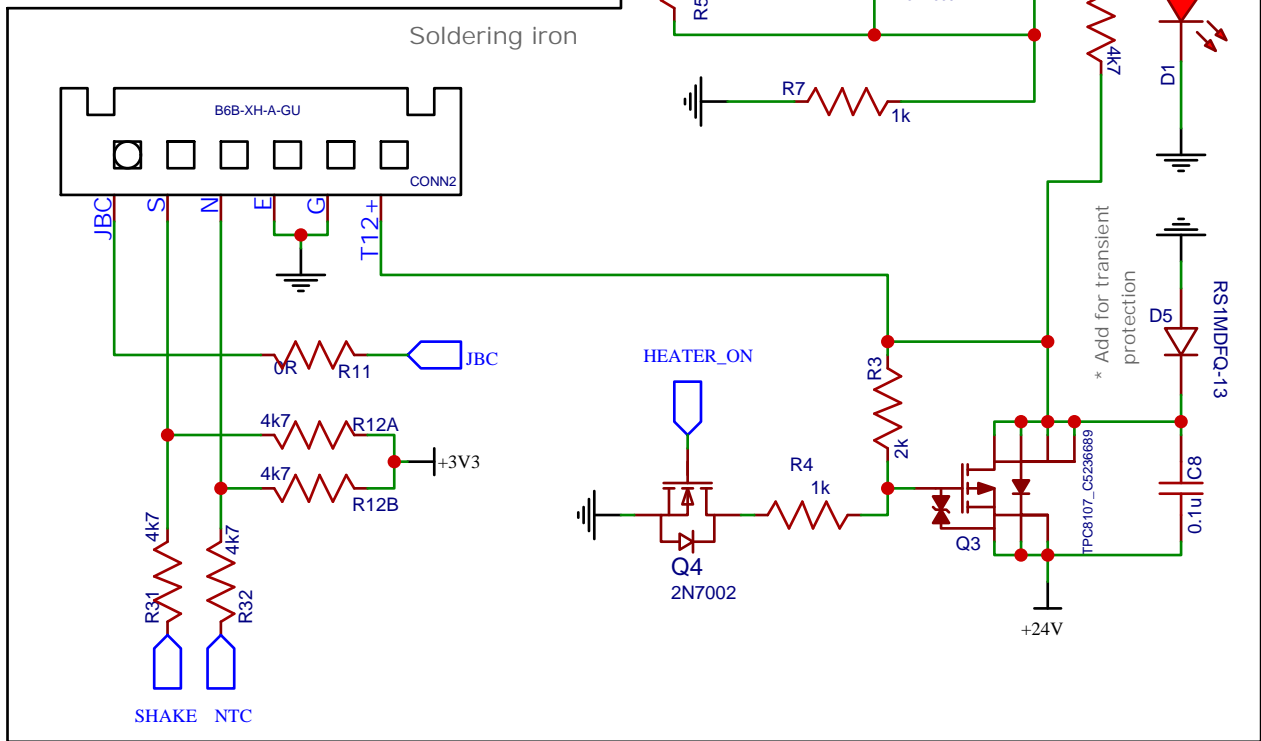 R5
Soldering iron
4k7
D1
R7
1k
B6B-XH-A-GU
CONN2
JBC
S
N
E
G
T12+
* Add for transient
protection
D5
RS1MDFQ-13
0R
R11
JBC
HEATER_ON
R3
2k
4k7
R12A
+3V3
4k7
R12B
R4
1k
TPC8107_C5236689
C8
0.1u
4k7
R31
4k7
R32
Q4
2N7002
Q3
+24V
SHAKE
NTC